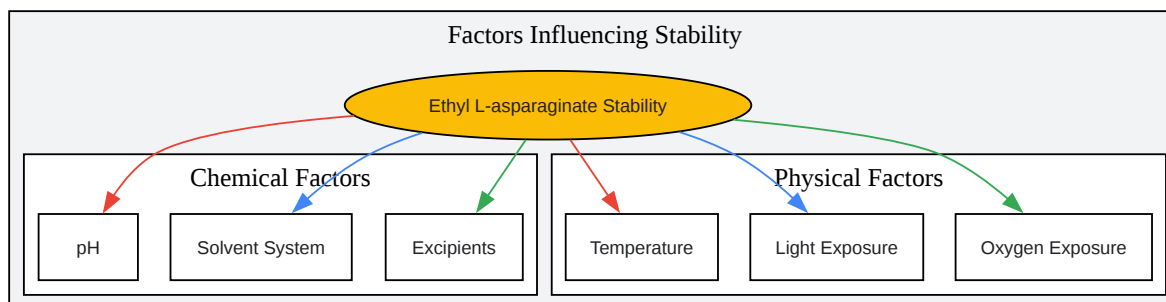 Factors Influencing Stability
Ethyl L-asparaginate Stability
Chemical Factors
Physical Factors
pH
Solvent System
Excipients
Temperature
Light Exposure
Oxygen Exposure